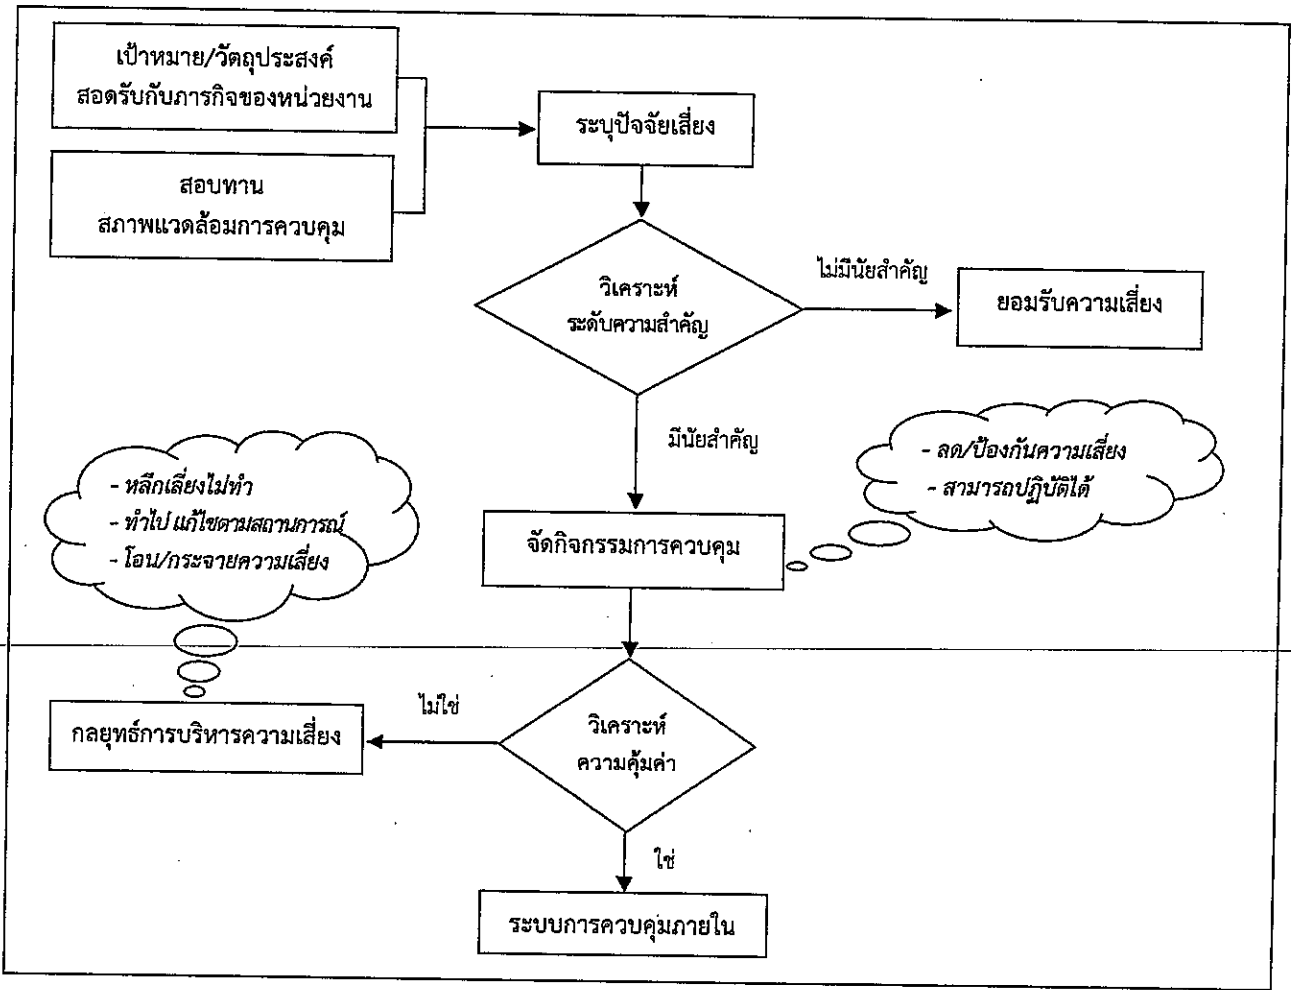 เป้าหมาย/วัตถุประสงค์
สอดรับกับภารกิจของหน่วยงาน
ระบุปัจจัยเสี่ยง
สอบทาน
สภาพแวดล้อมการควบคุม
วิเคราะห์
ระดับความสำคัญ
ไม่มีนัยสำคัญ
ยอมรับความเสี่ยง
มีนัยสำคัญ
- ลด/ป้องกันความเสี่ยง
- สามารถปฏิบัติได้
- หลีกเลี่ยงไม่ทำ
- ทำไป แก้ไขตามสถานการณ์
- โอน/กระจายความเสี่ยง
จัดกิจกรรมการควบคุม
กลยุทธ์การบริหารความเสี่ยง
ไม่ใช่
วิเคราะห์
ความคุ้มค่า
ใช่
ระบบการควบคุมภายใน